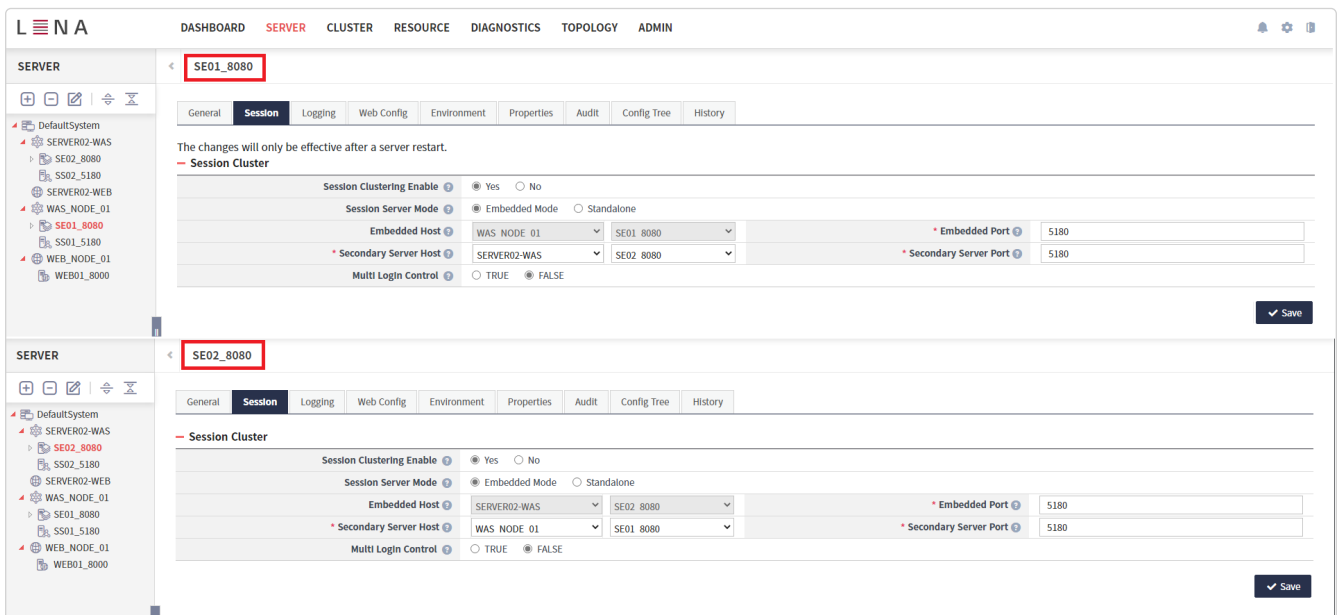 LENA DASHBOARD SERVER CLUSTER RESOURCE DIAGNOSTICS TOPOLOGY ADMIN
SERVER
SE01_8080
General Session Logging Web Config Environment Properties Audit Config Tree History
DefaultSystem
SERVER02-WAS
SE02_8080
SS02_5180
SERVER02-WEB
WAS_NODE_01
SE01_8080
SS01_5180
WEB_NODE_01
WEB01_8000
The changes will only be effective after a server restart.
Session Cluster
Session Clustering Enable ? Yes No
Session Server Mode ? Embedded Mode Standalone
Embedded Host ? WAS_NODE_01 SE01_8080 * Embedded Port ? 5180
* Secondary Server Host ? SERVER02-WAS SE02_8080 * Secondary Server Port ? 5180
Multi Login Control ? TRUE FALSE
Save
SERVER
SE02_8080
General Session Logging Web Config Environment Properties Audit Config Tree History
DefaultSystem
SERVER02-WAS
SE02_8080
SS02_5180
SERVER02-WEB
WAS_NODE_01
SE01_8080
SS01_5180
WEB_NODE_01
WEB01_8000
Session Cluster
Session Clustering Enable ? Yes No
Session Server Mode ? Embedded Mode Standalone
Embedded Host ? SERVER02-WAS SE02_8080 * Embedded Port ? 5180
* Secondary Server Host ? WAS_NODE_01 SE01_8080 * Secondary Server Port ? 5180
Multi Login Control ? TRUE FALSE
Save